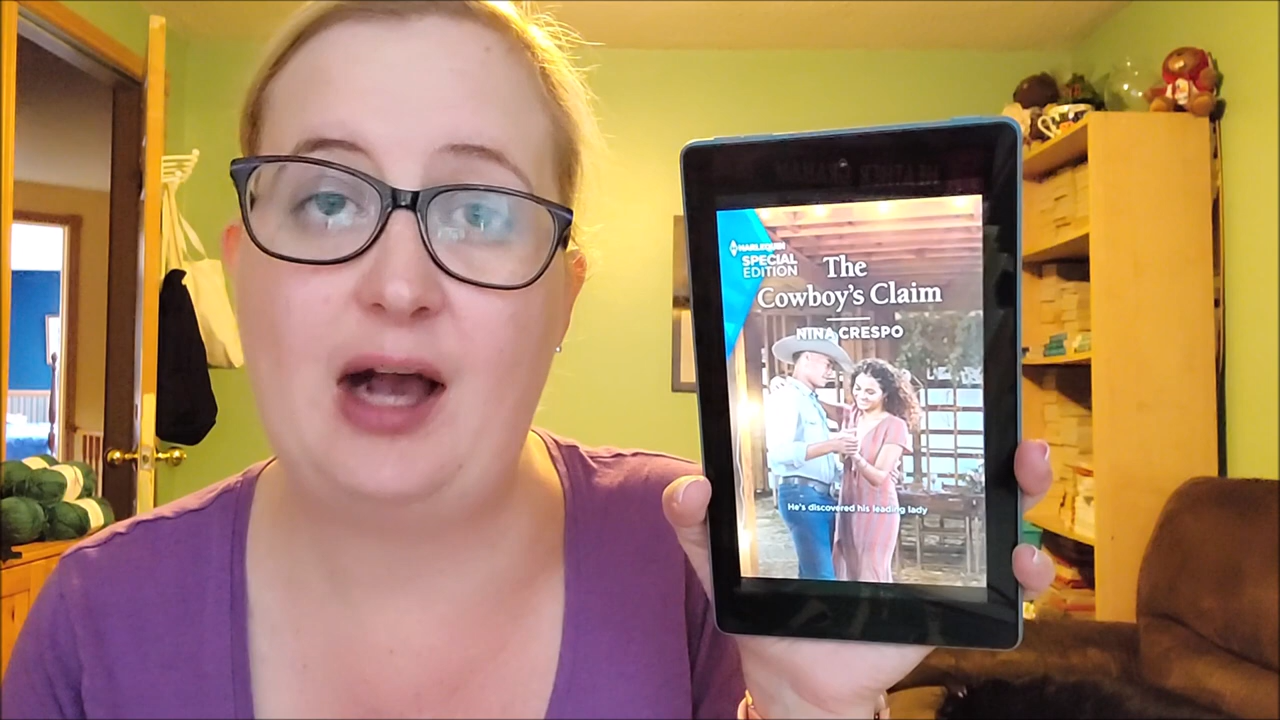 HARLEQUIN
SPECIAL
EDITION
The
Cowboy's Claim
NINA CRESPO
He's discovered his leading lady